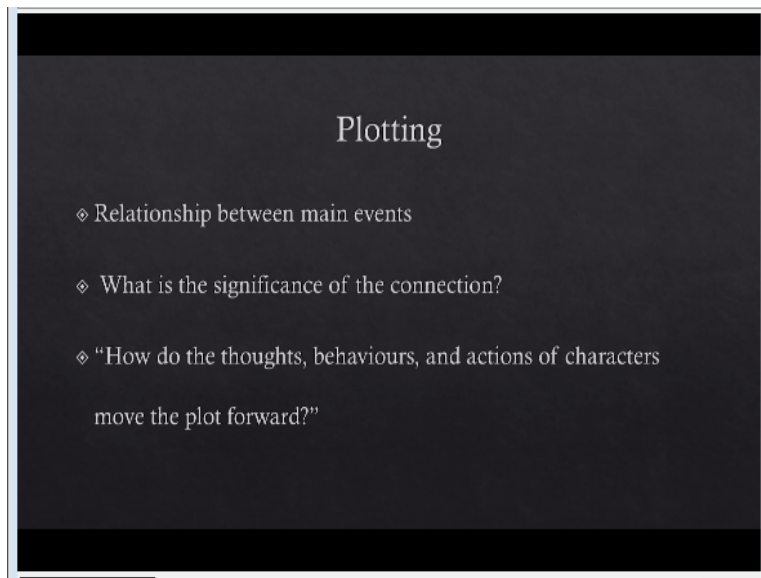 Plotting
Relationship between main events
What is the significance of the connection?
“How do the thoughts, behaviours, and actions of characters
move the plot forward?”